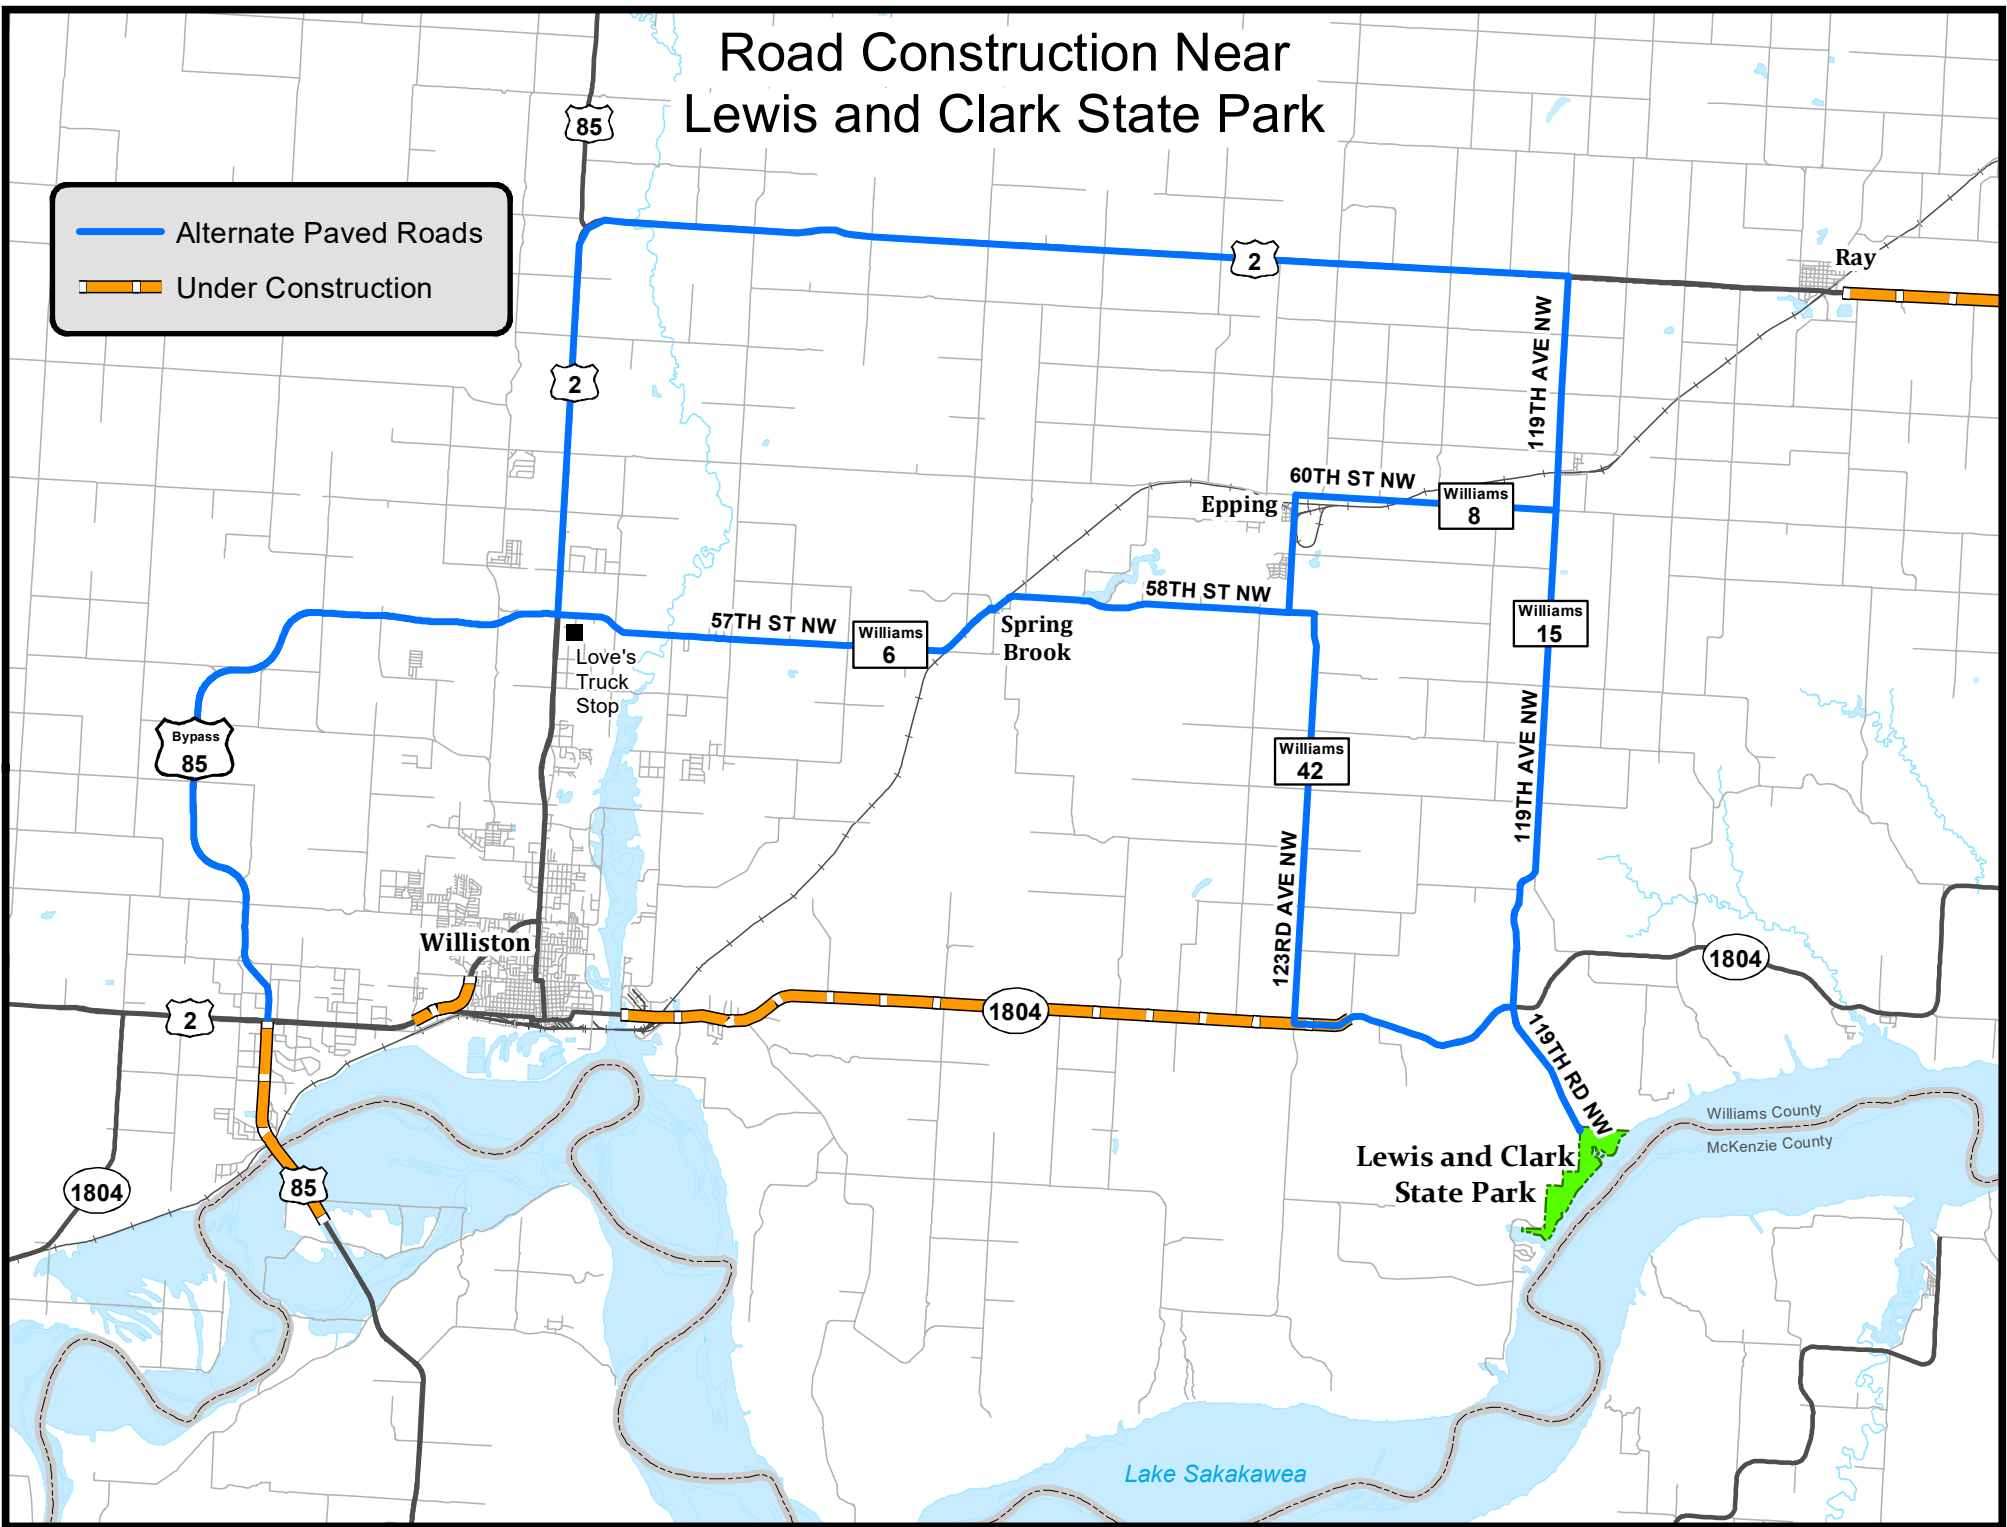 Road Construction Near
Lewis and Clark State Park
85
Alternate Paved Roads
Under Construction
2
Ray
2
119TH AVE NW
60TH ST NW
Epping
Williams
8
58TH ST NW
57TH ST NW
Williams
6
Spring
Brook
Williams
15
Love's
Truck
Stop
Bypass
85
Williams
42
119TH AVE NW
123RD AVE NW
Williston
1804
2
1804
119TH RD NW
Williams County
McKenzie County
Lewis and Clark
State Park
1804
85
Lake Sakakawea